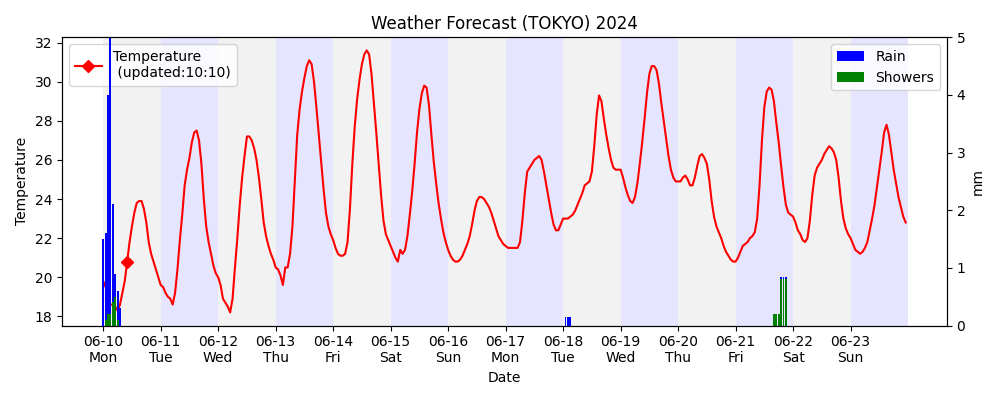 Weather Forecast (TOKYO) 2024
Temperature
(updated:10:10)
Rain
Showers
Temperature
32
30
28
26
24
22
20
18
5
4
3
2
1
0
mm
06-10 06-11 06-12 06-13 06-14 06-15 06-16 06-17 06-18 06-19 06-20 06-21 06-22 06-23
Mon Tue Wed Thu Fri Sat Sun Mon Tue Wed Thu Fri Sat Sun
Date